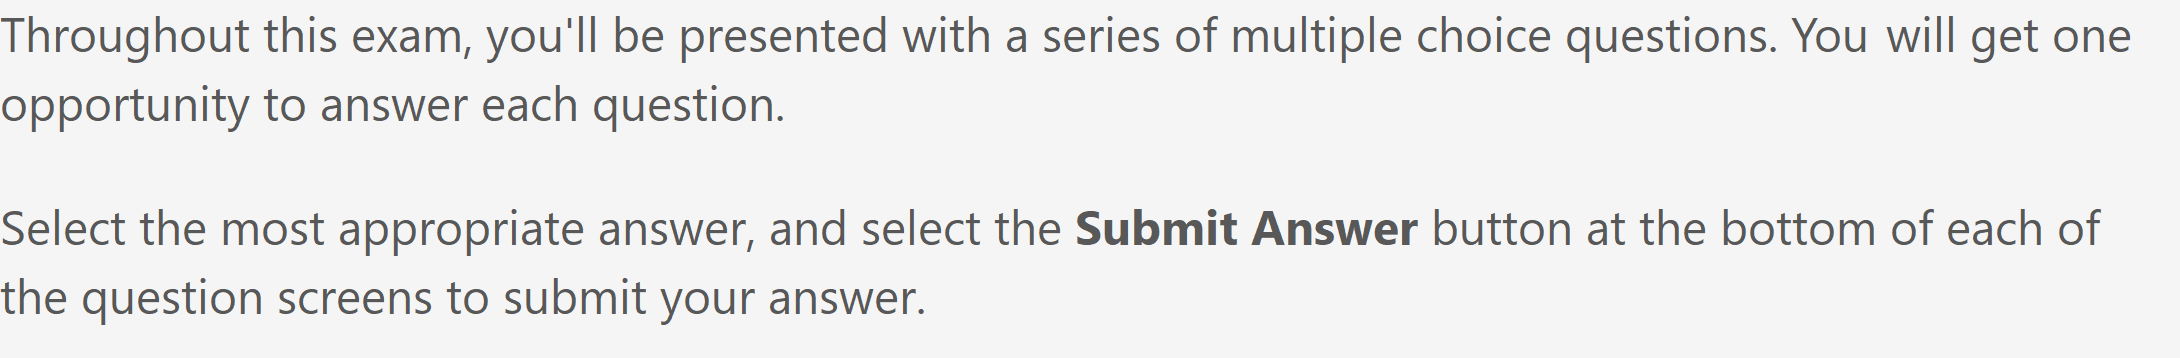 Throughout this exam, you'll be presented with a series of multiple choice questions. You will get one
opportunity to answer each question.
Select the most appropriate answer, and select the Submit Answer button at the bottom of each of
the question screens to submit your answer.